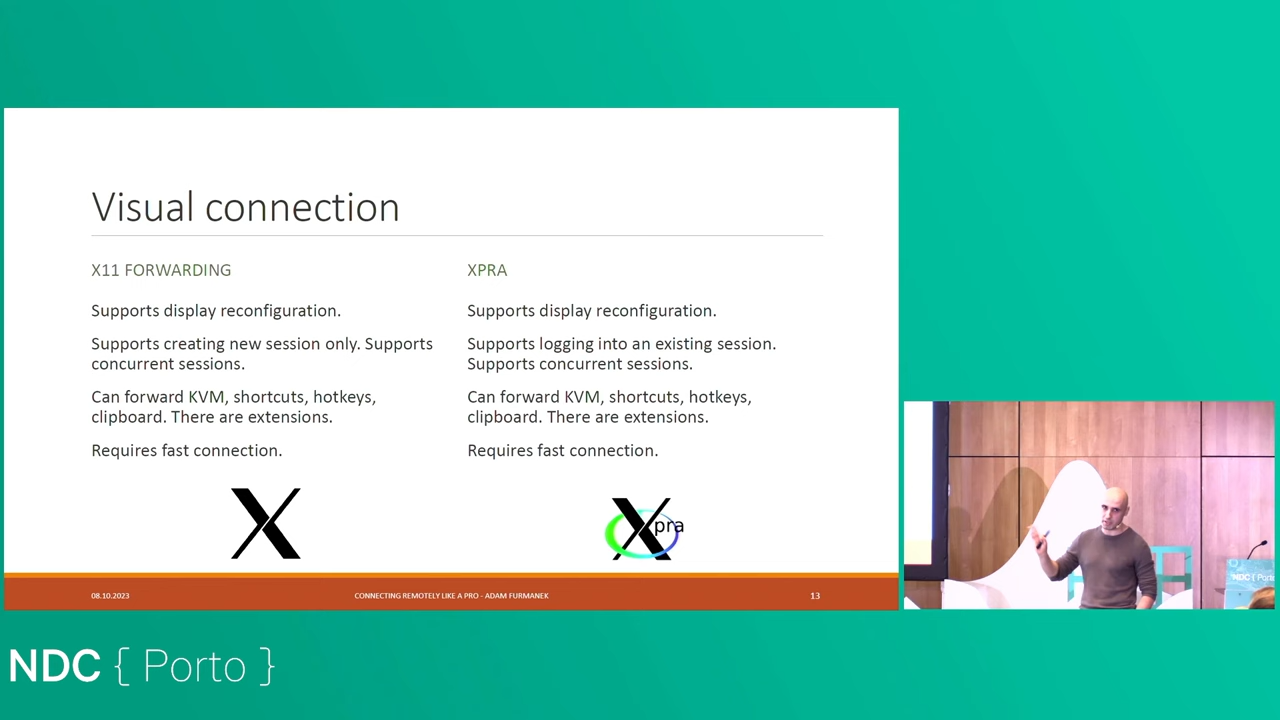 Visual connection
X11 FORWARDING
Supports display reconfiguration.
Supports creating new session only. Supports
concurrent sessions.
Can forward KVM, shortcuts, hotkeys,
clipboard. There are extensions.
Requires fast connection.
X
XPRA
Supports display reconfiguration.
Supports logging into an existing session.
Supports concurrent sessions.
Can forward KVM, shortcuts, hotkeys,
clipboard. There are extensions.
Requires fast connection.
Xpra
08.10.2023
CONNECTING REMOTELY LIKE A PRO - ADAM FURMANEK
13
NDC { Porto
NDC { Porto }